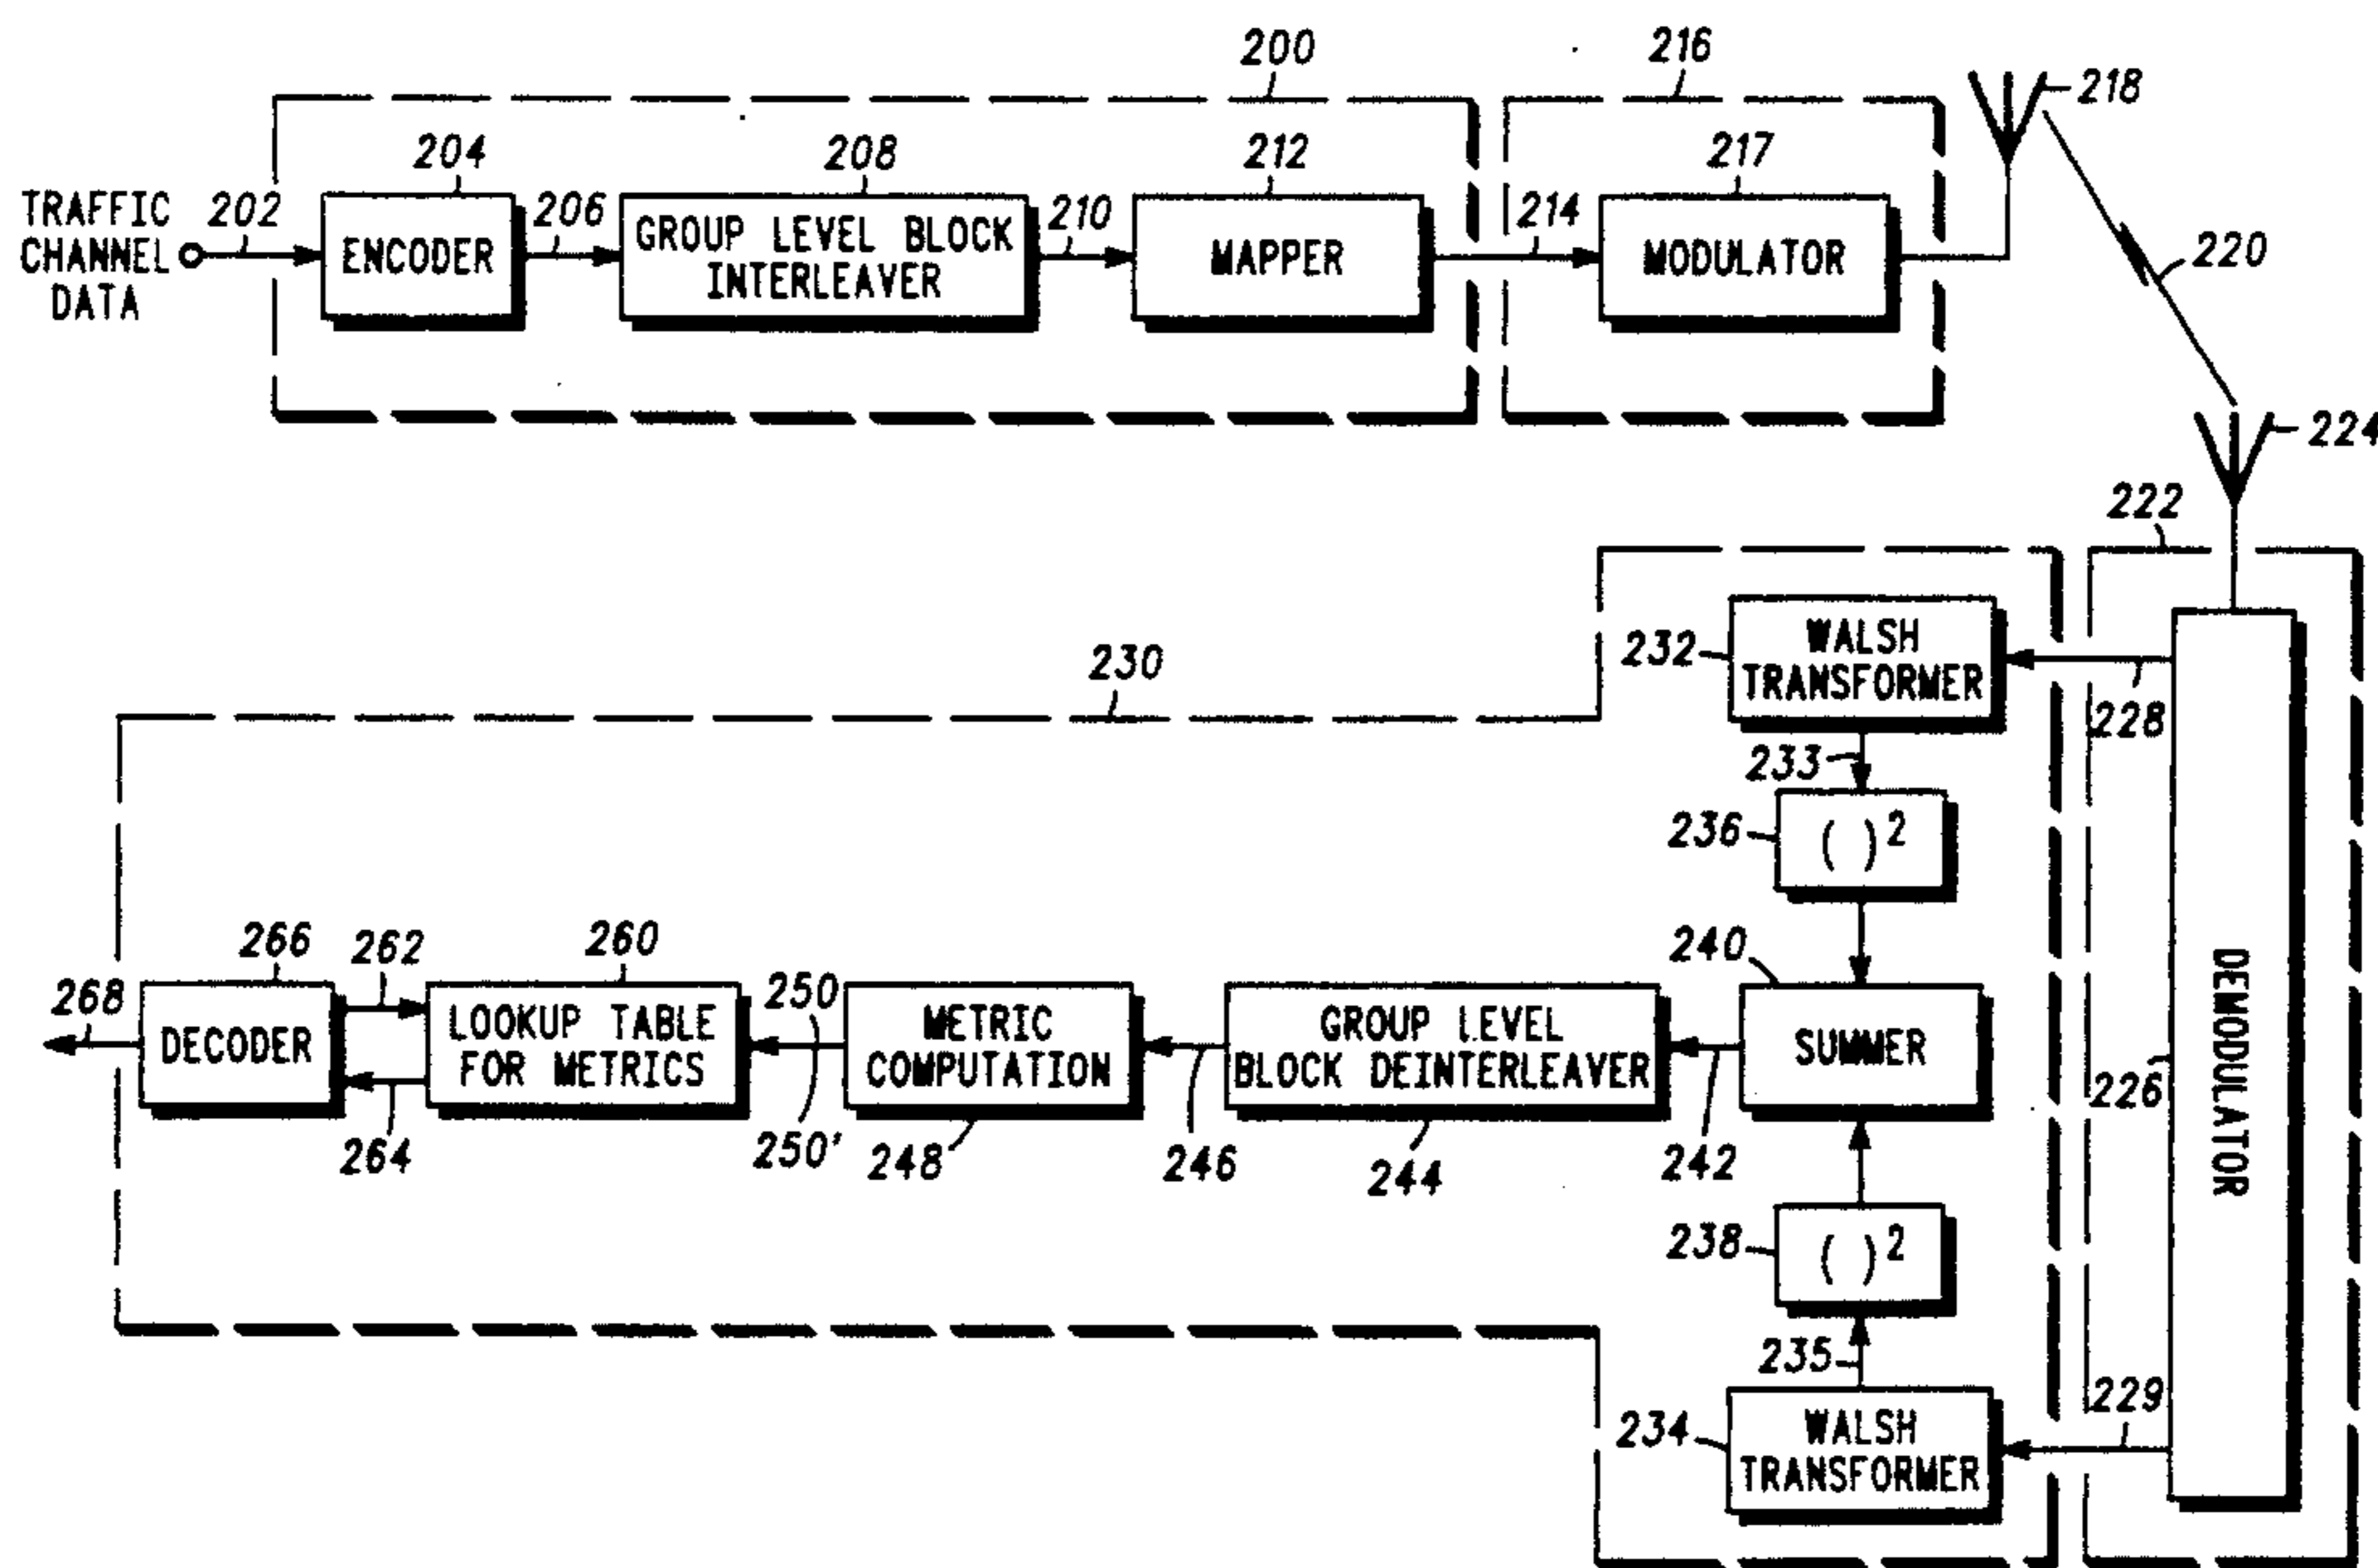 200
216
218
204
208
212
217
TRAFFIC
CHANNEL
DATA
202
ENCODER
206
GROUP LEVEL BLOCK
INTERLEAVER
210
MAPPER
214
MODULATOR
220
224
222
230
232
WALSH
TRANSFORMER
228
233
236
( )²
266
262
260
250
240
268
DECODER
LOOKUP TABLE
FOR METRICS
METRIC
COMPUTATION
GROUP LEVEL
BLOCK DEINTERLEAVER
SUMMER
DEMODULATOR
226
264
250'
248
246
244
242
238
( )²
235
229
234
WALSH
TRANSFORMER